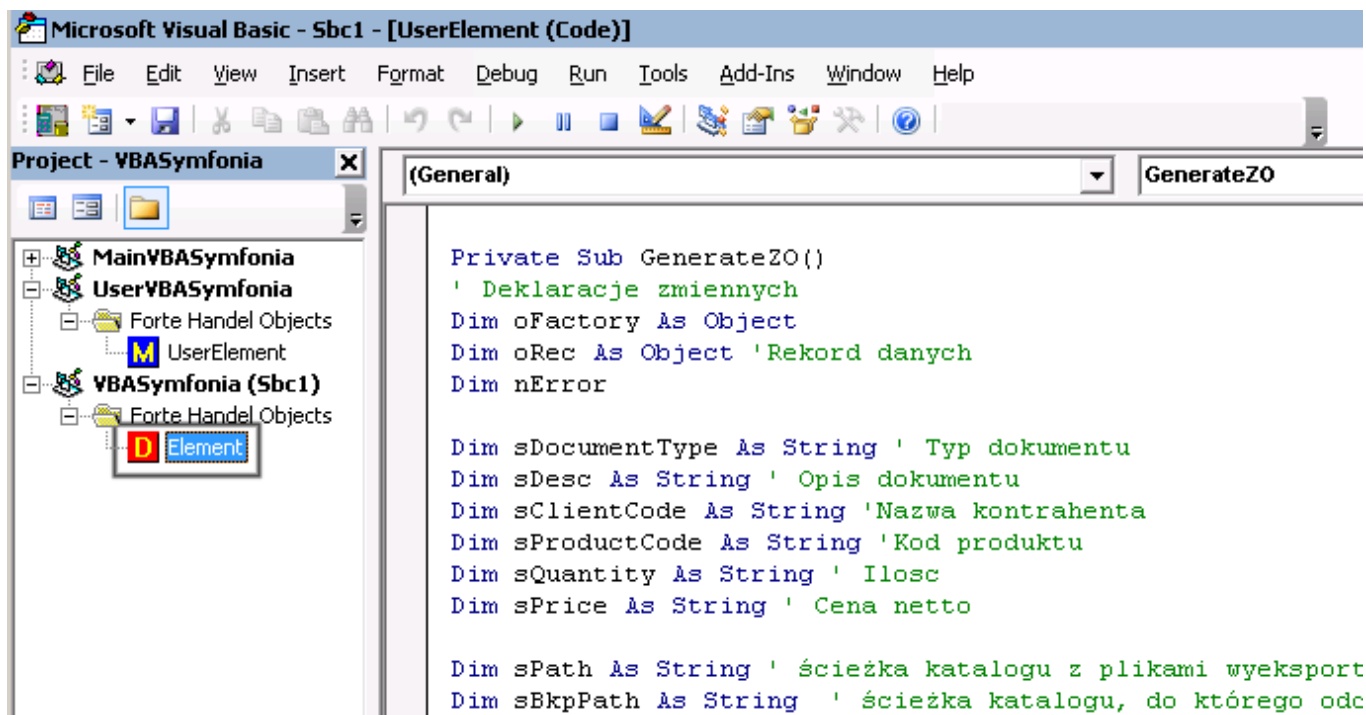 Microsoft Visual Basic - Sbc1 - [UserElement (Code)]
File Edit View Insert Format Debug Run Tools Add-Ins Window Help
Project - VBASymfonia
(General)
GenerateZO
MainVBASymfonia
UserVBASymfonia
Forte Handel Objects
M UserElement
VBASymfonia (Sbc1)
Forte Handel Objects
D Element
Private Sub GenerateZO()
' Deklaracje zmiennych
Dim oFactory As Object
Dim oRec As Object 'Rekord danych
Dim nError
Dim sDocumentType As String ' Typ dokumentu
Dim sDesc As String ' Opis dokumentu
Dim sClientCode As String 'Nazwa kontrahenta
Dim sProductCode As String 'Kod produktu
Dim sQuantity As String ' Ilosc
Dim sPrice As String ' Cena netto
Dim sPath As String ' ścieżka katalogu z plikami wyeksport
Dim sBkpPath As String ' ścieżka katalogu, do którego odd